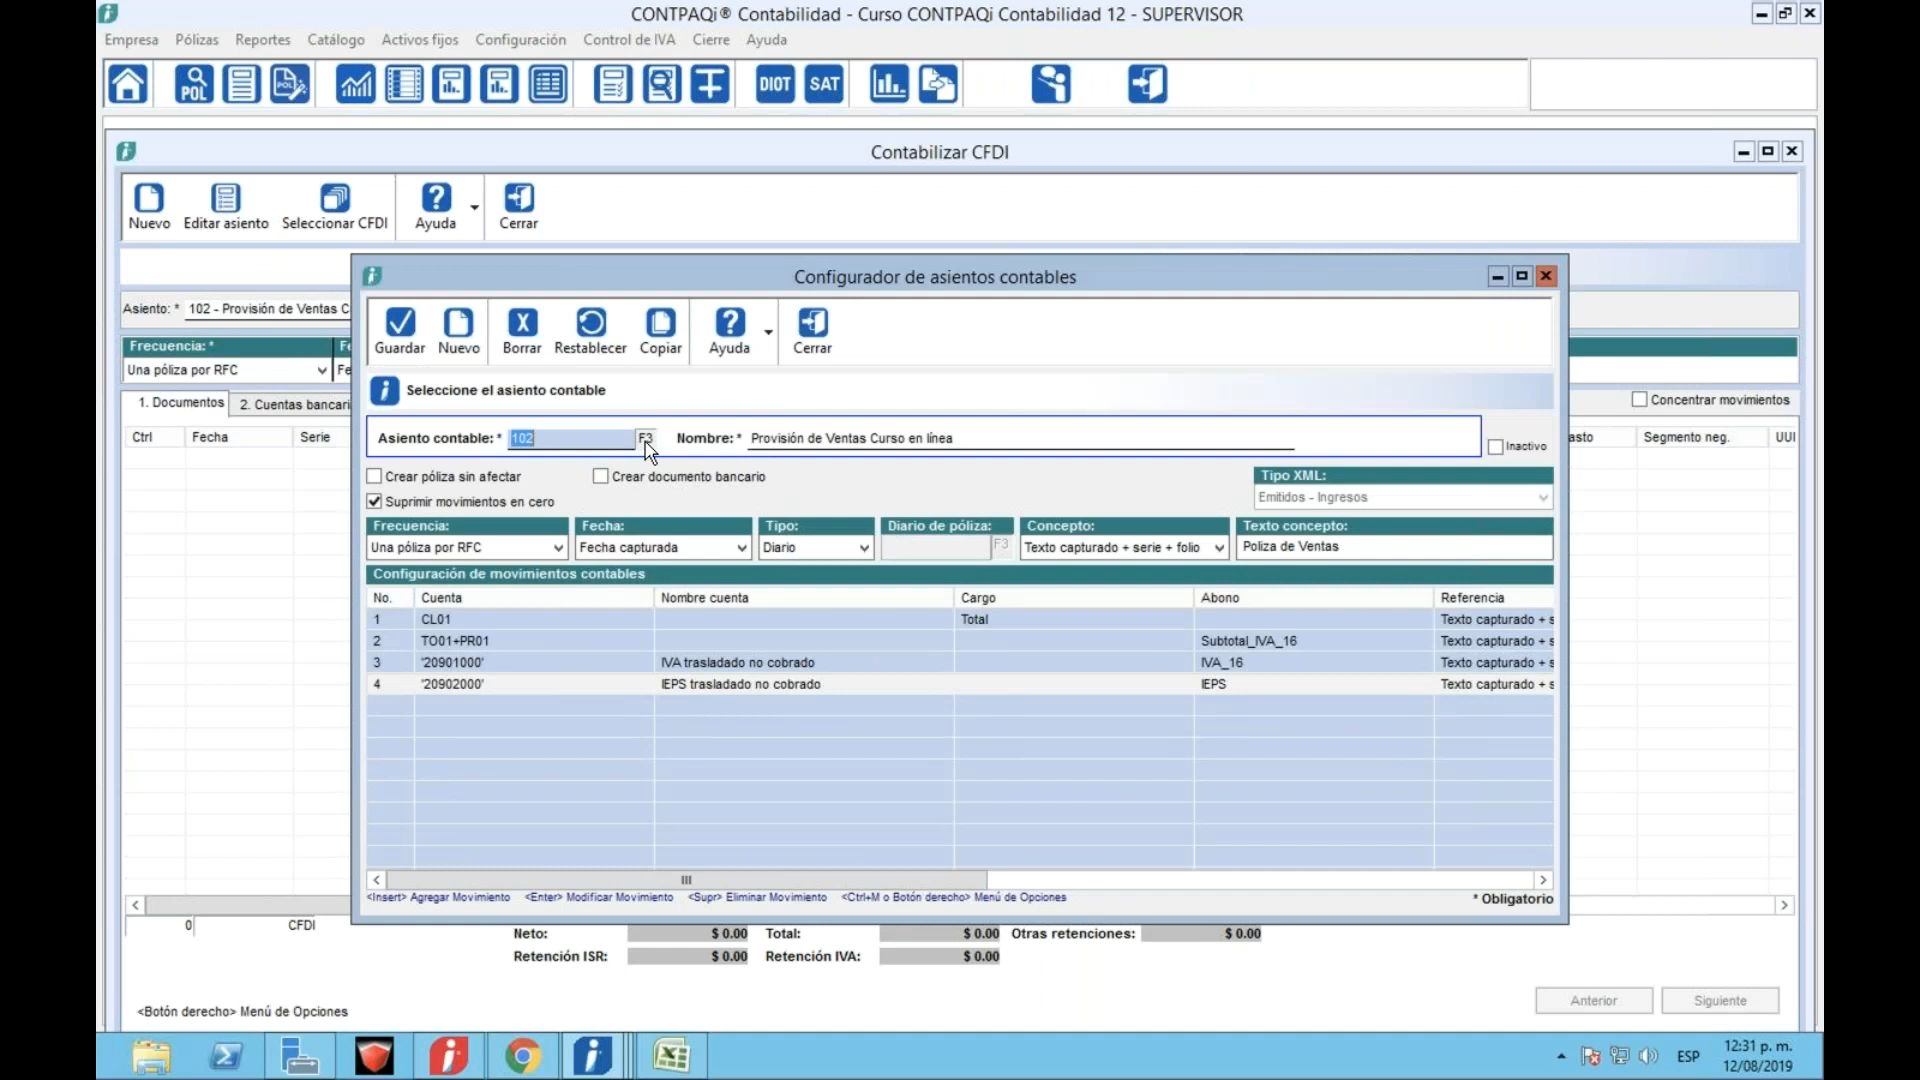 CONTPAQi® Contabilidad - Curso CONTPAQi Contabilidad 12 - SUPERVISOR
Empresa Pólizas Reportes Catálogo Activos fijos Configuración Control de IVA Cierre Ayuda
POL POL DIOT SAT
Contabilizar CFDI
Nuevo Editar asiento Seleccionar CFDI Ayuda Cerrar
Configurador de asientos contables
Asiento: * 102 - Provisión de Ventas C
Guardar Nuevo Borrar Restablecer Copiar Ayuda Cerrar
Frecuencia: * Fe
Una póliza por RFC Fe
Seleccione el asiento contable
1. Documentos 2. Cuentas bancari
Concentrar movimientos
Ctrl Fecha Serie
asto Segmento neg. UUI
Asiento contable: * 102 F3 Nombre: * Provisión de Ventas Curso en línea
Inactivo
Crear póliza sin afectar Crear documento bancario
Tipo XML:
Emitidos - Ingresos
Suprimir movimientos en cero
Frecuencia: Fecha: Tipo: Diario de póliza: Concepto: Texto concepto:
Una póliza por RFC Fecha capturada Diario F3 Texto capturado + serie + folio Poliza de Ventas
Configuración de movimientos contables
No. Cuenta Nombre cuenta Cargo Abono Referencia
1 CL01 Total Texto capturado + s
2 TO01+PR01 Subtotal_IVA_16 Texto capturado + s
3 '20901000' IVA trasladado no cobrado IVA_16 Texto capturado + s
4 '20902000' IEPS trasladado no cobrado IEPS Texto capturado + s
<Insert> Agregar Movimiento <Enter> Modificar Movimiento <Supr> Eliminar Movimiento <Ctrl+M o Botón derecho> Menú de Opciones
* Obligatorio
0 CFDI
Neto: $ 0.00 Total: $ 0.00 Otras retenciones: $ 0.00
Retención ISR: $ 0.00 Retención IVA: $ 0.00
Anterior Siguiente
<Botón derecho> Menú de Opciones
ESP
12:31 p. m.
12/08/2019